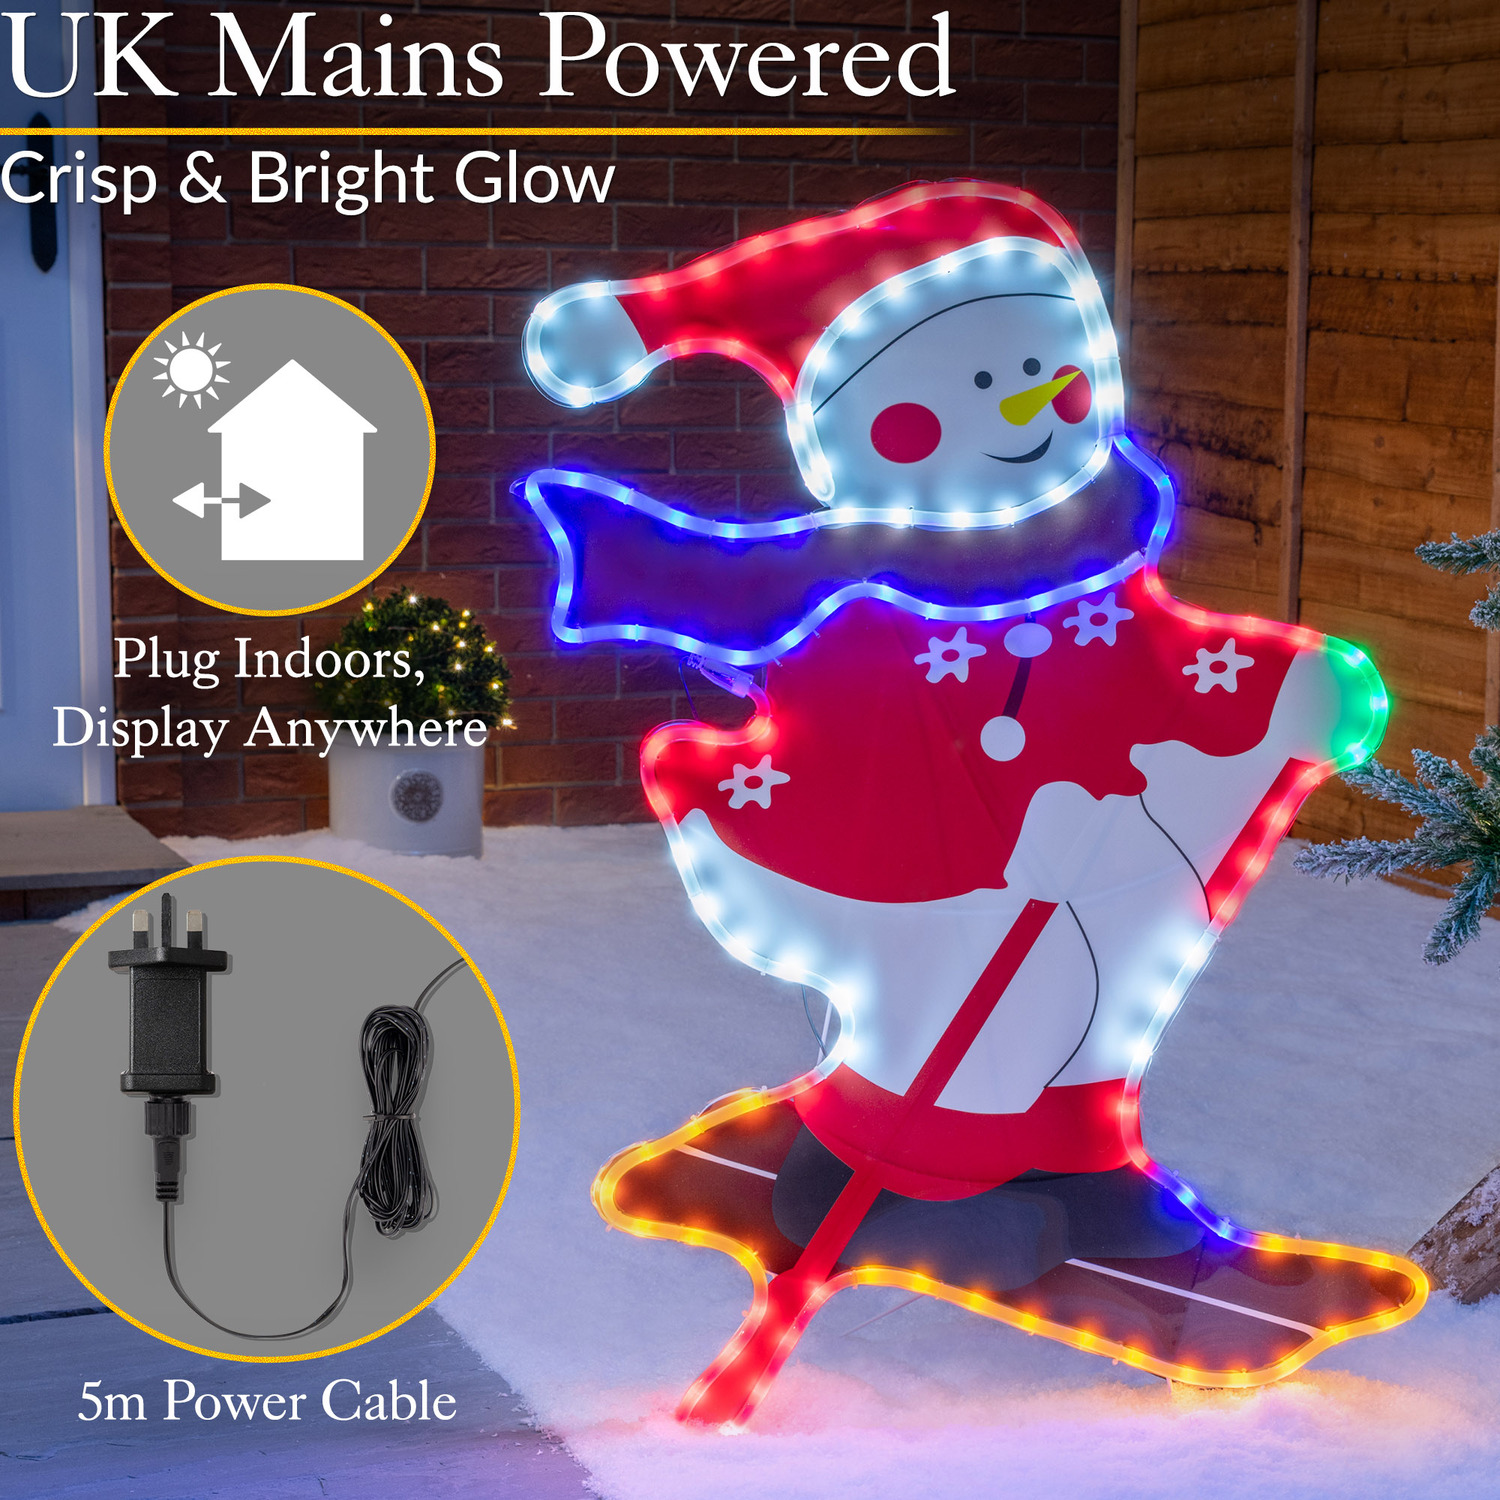 UK Mains Powered
Crisp & Bright Glow
Plug Indoors,
Display Anywhere
5m Power Cable